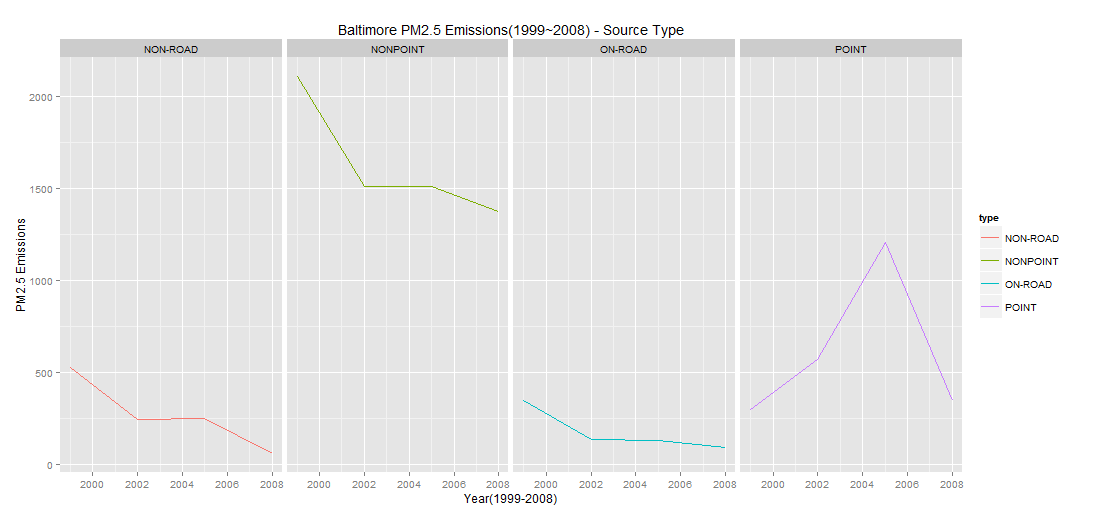 Baltimore PM2.5 Emissions(1999~2008) - Source Type
NON-ROAD
NONPOINT
ON-ROAD
POINT
2000
1500
1000
500
0
PM2.5 Emissions
2000 2002 2004 2006 2008
2000 2002 2004 2006 2008
2000 2002 2004 2006 2008
2000 2002 2004 2006 2008
Year(1999-2008)
type
NON-ROAD
NONPOINT
ON-ROAD
POINT